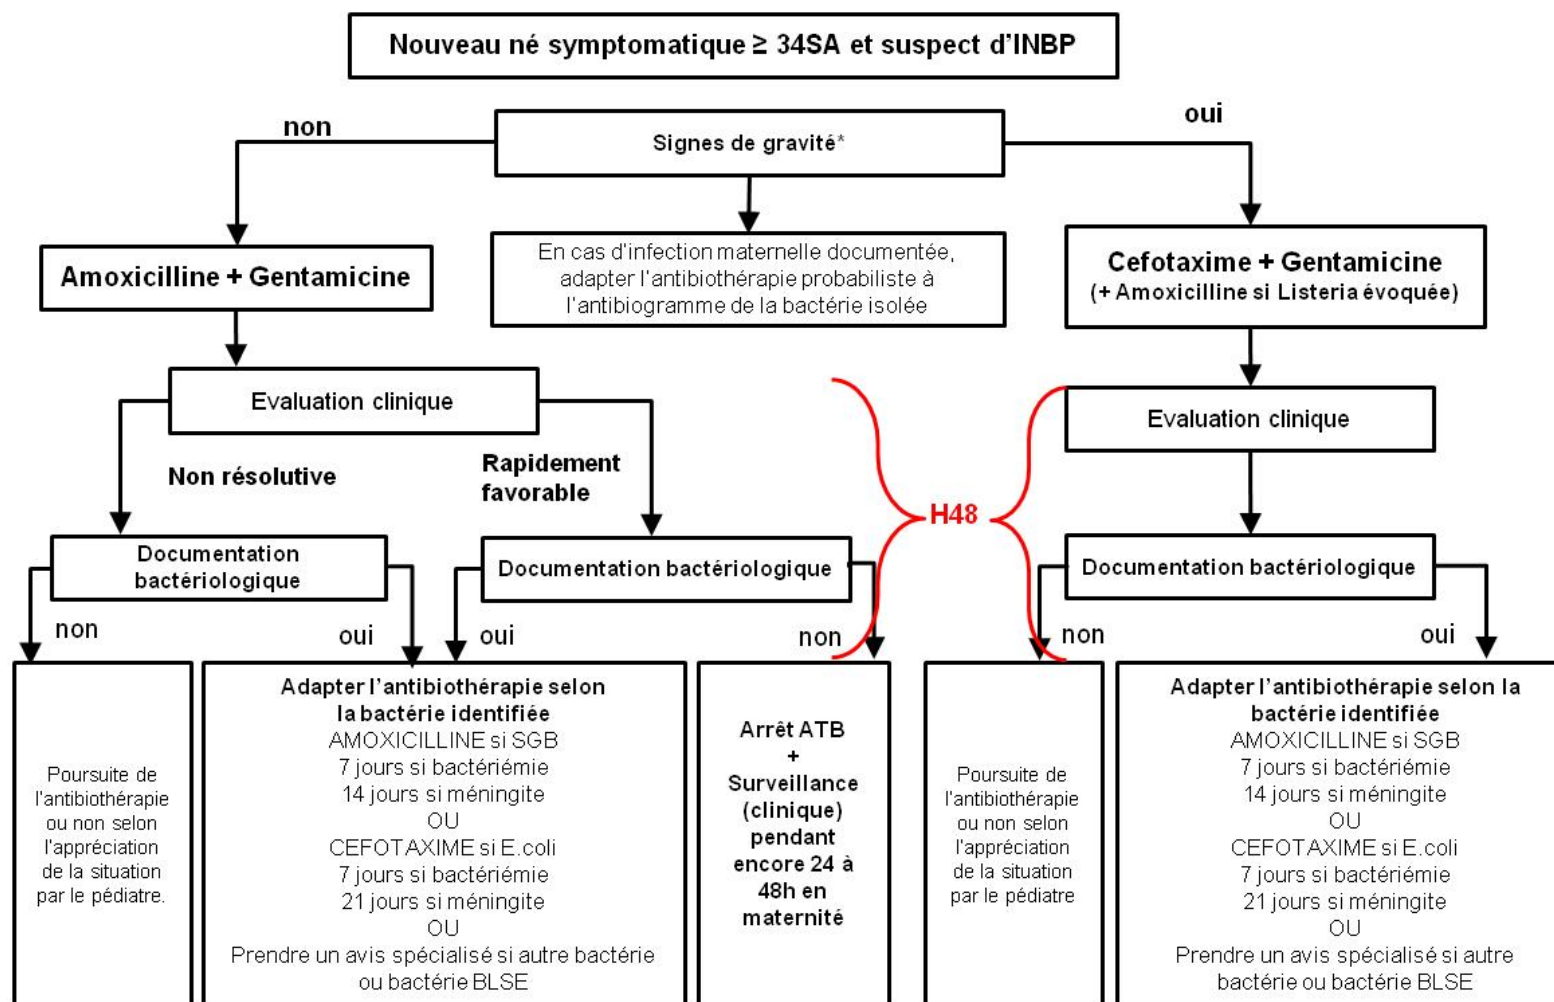 Nouveau né symptomatique ≥ 34SA et suspect d'INBP
non
oui
Signes de gravité*
Amoxicilline + Gentamicine
En cas d'infection maternelle documentée,
adapter l'antibiothérapie probabiliste à
l'antibiogramme de la bactérie isolée
Cefotaxime + Gentamicine
(+ Amoxicilline si Listeria évoquée)
Evaluation clinique
Evaluation clinique
Non résolutive
Rapidement
favorable
H48
Documentation
bactériologique
Documentation bactériologique
Documentation bactériologique
non
oui
oui
non
non
oui
Poursuite de
l'antibiothérapie
ou non selon
l'appréciation
de la situation
par le pédiatre.
Adapter l'antibiothérapie selon
la bactérie identifiée
AMOXICILLINE si SGB
7 jours si bactériémie
14 jours si méningite
OU
CEFOTAXIME si E.coli
7 jours si bactériémie
21 jours si méningite
OU
Prendre un avis spécialisé si autre bactérie
ou bactérie BLSE
Arrêt ATB
+
Surveillance
(clinique)
pendant
encore 24 à
48h en
maternité
Poursuite de
l'antibiothérapie
ou non selon
l'appréciation
de la situation
par le pédiatre
Adapter l'antibiothérapie selon la
bactérie identifiée
AMOXICILLINE si SGB
7 jours si bactériémie
14 jours si méningite
OU
CEFOTAXIME si E.coli
7 jours si bactériémie
21 jours si méningite
OU
Prendre un avis spécialisé si autre
bactérie ou bactérie BLSE